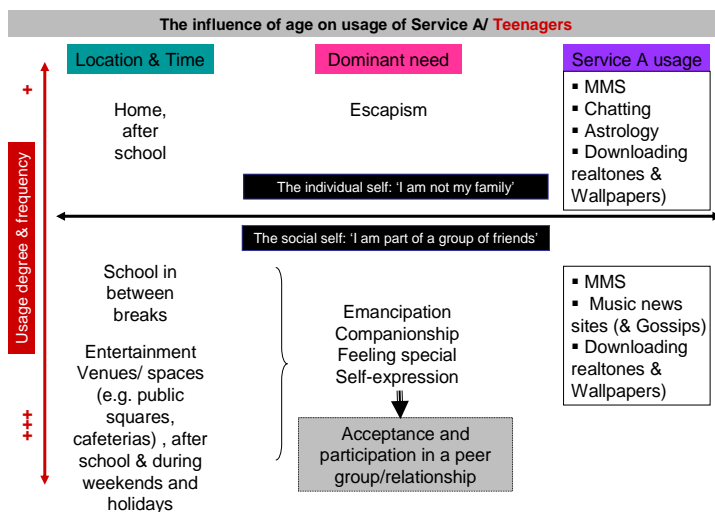 The influence of age on usage of Service A/ Teenagers
Location & Time
Dominant need
Service A usage
+
Usage degree & frequency
+++
Home,
after
school
Escapism
▪ MMS
▪ Chatting
▪ Astrology
▪ Downloading
realtones &
Wallpapers)
The individual self: ‘I am not my family’
The social self: ‘I am part of a group of friends’
School in
between
breaks
Entertainment
Venues/ spaces
(e.g. public
squares,
cafeterias) , after
school & during
weekends and
holidays
Emancipation
Companionship
Feeling special
Self-expression
Acceptance and
participation in a peer
group/relationship
▪ MMS
▪ Music news
sites (& Gossips)
▪ Downloading
realtones &
Wallpapers)